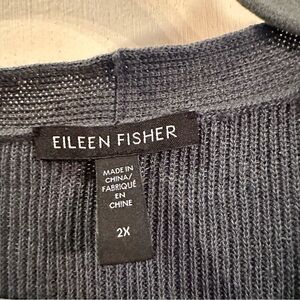 EILEEN FISHER
MADE IN
CHINA/
FABRIQUÉ
EN
CHINE
2X